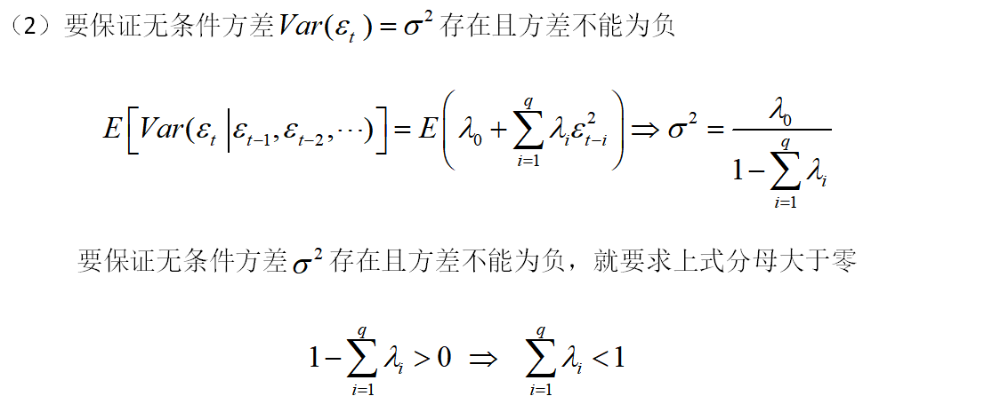 （2）要保证无条件方差 $Var(\varepsilon_t)=\sigma^2$ 存在且方差不能为负
$E\left[Var(\varepsilon_t \mid \varepsilon_{t-1},\varepsilon_{t-2},\cdots)\right]=E\left(\lambda_0+\sum_{i=1}^{q}\lambda_i\varepsilon_{t-i}^2\right)\Rightarrow\sigma^2=\frac{\lambda_0}{1-\sum_{i=1}^{q}\lambda_i}$
要保证无条件方差 $\sigma^2$ 存在且方差不能为负，就要求上式分母大于零
$1-\sum_{i=1}^{q}\lambda_i>0\Rightarrow\sum_{i=1}^{q}\lambda_i<1$